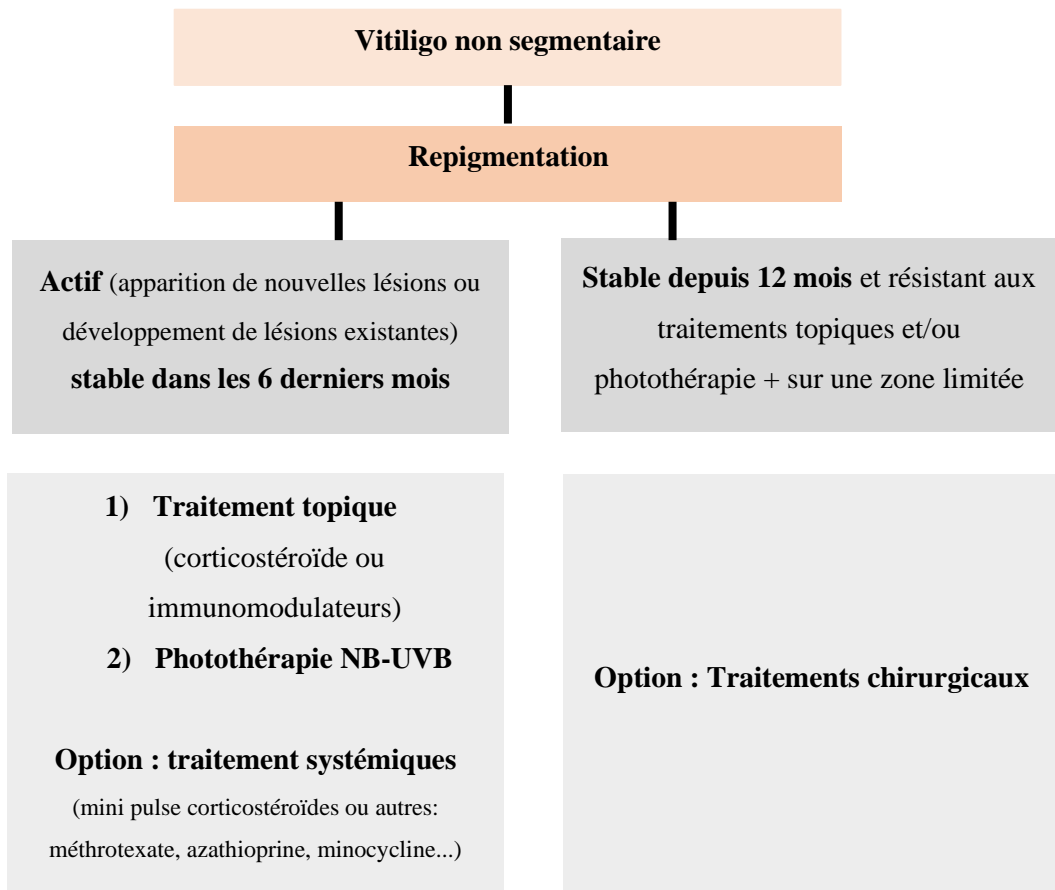 Vitiligo non segmentaire
Repigmentation
Actif (apparition de nouvelles lésions ou
développement de lésions existantes)
stable dans les 6 derniers mois
Stable depuis 12 mois et résistant aux
traitements topiques et/ou
photothérapie + sur une zone limitée
1) Traitement topique
(corticostéroïde ou
immunomodulateurs)
2) Photothérapie NB-UVB
Option : traitement systémiques
(mini pulse corticostéroïdes ou autres:
méthrotexate, azathioprine, minocycline...)
Option : Traitements chirurgicaux